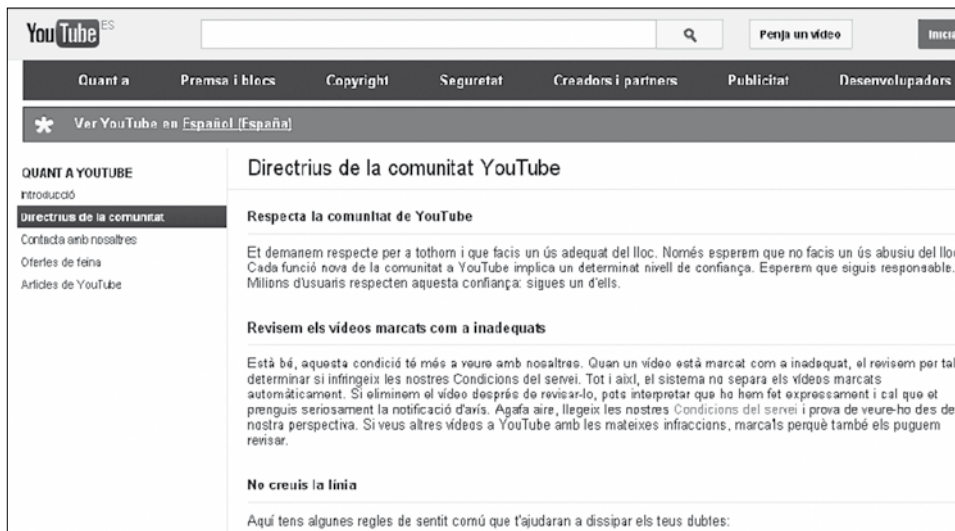 YouTube ES
Penja un vídeo
Inicia
Quant a Premsa i blocs Copyright Seguretat Creadors i partners Publicitat Desenvolupadors
Ver YouTube en Español (España)
QUANT A YOUTUBE
Introducció
Directrius de la comunitat
Contacta amb nosaltres
Ofertes de feina
Articles de YouTube
Directrius de la comunitat YouTube
Respecta la comunitat de YouTube
Et demanem respecte per a tothom i que facis un ús adequat del lloc. Només esperem que no facis un ús abusiu del lloc
Cada funció nova de la comunitat a YouTube implica un determinat nivell de confiança. Esperem que siguis responsable.
Milions d'usuaris respecten aquesta confiança: sigues un d'ells.
Revisem els vídeos marcats com a inadequats
Està bé, aquesta condició té més a veure amb nosaltres. Quan un vídeo està marcat com a inadequat, el revisem per tal
determinar si infringeix les nostres Condicions del servei. Tot i així, el sistema no separa els vídeos marcats
automàticament. Si eliminem el vídeo després de revisar-lo, pots interpretar que ho hem fet expressament i cal que et
prenguis seriosament la notificació d'avís. Agafa aire, llegeix les nostres Condicions del servei i prova de veure-ho des de
nostra perspectiva. Si veus altres vídeos a YouTube amb les mateixes infraccions, marca'ls perquè també els puguem
revisar.
No creuis la línia
Aquí tens algunes regles de sentit comú que t'ajudaran a dissipar els teus dubtes: